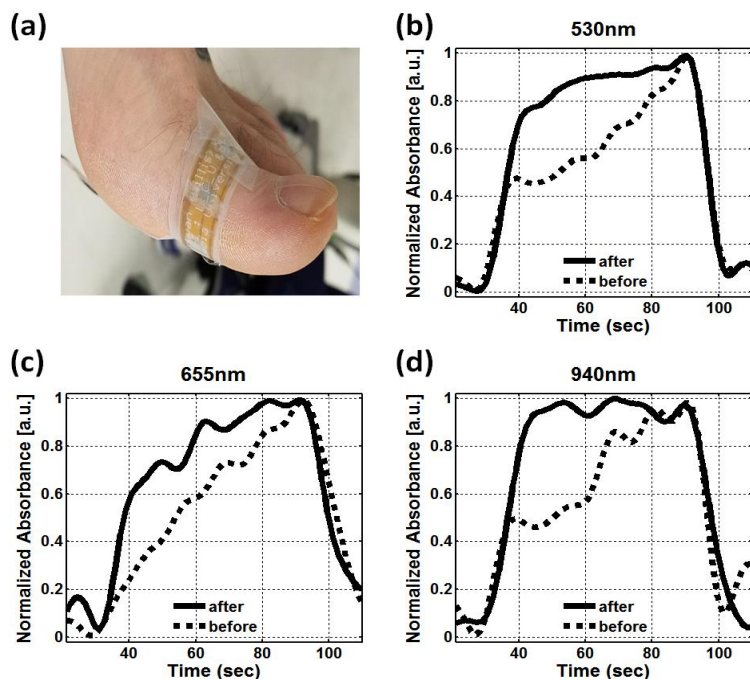 (a)
(b)
530nm
Normalized Absorbance [a.u.]
1
0.8
0.6
0.4
0.2
0
after
before
40 60 80 100
Time (sec)
(c)
655nm
Normalized Absorbance [a.u.]
1
0.8
0.6
0.4
0.2
0
after
before
40 60 80 100
Time (sec)
(d)
940nm
Normalized Absorbance [a.u.]
1
0.8
0.6
0.4
0.2
0
after
before
40 60 80 100
Time (sec)